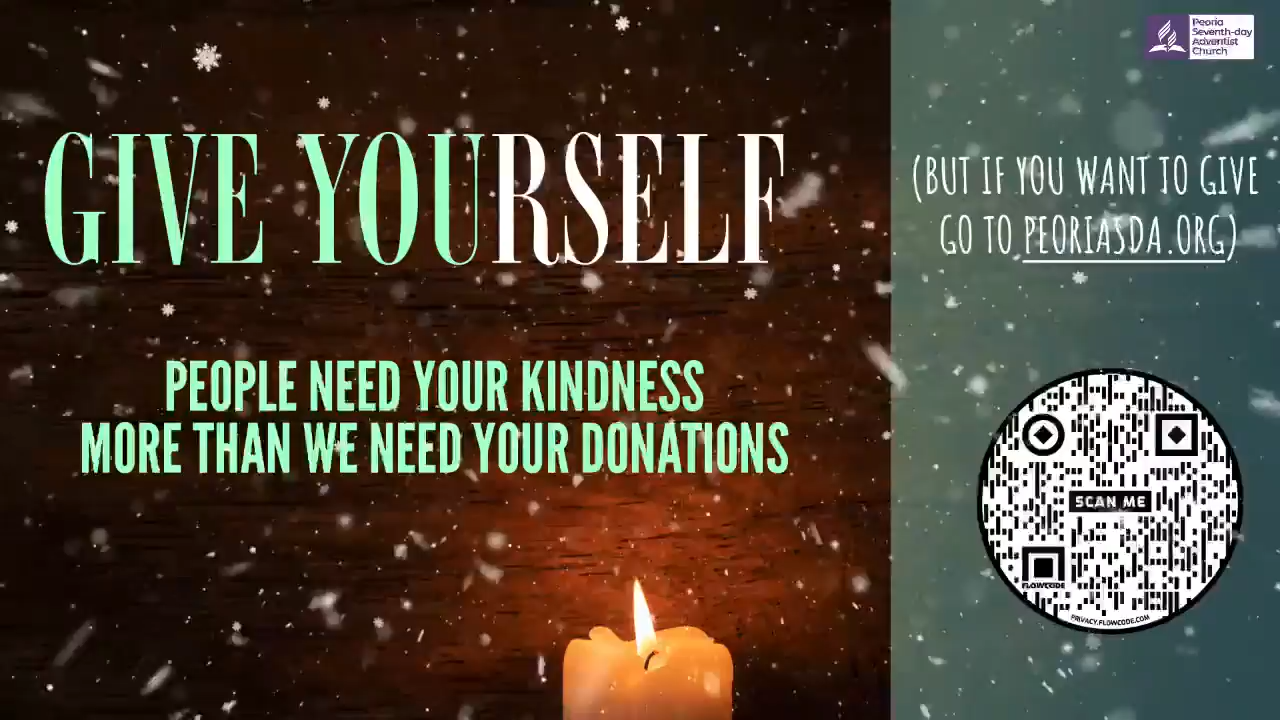 GIVE YOURSELF
PEOPLE NEED YOUR KINDNESS
MORE THAN WE NEED YOUR DONATIONS
Peoria
Seventh-day
Adventist
Church
(BUT IF YOU WANT TO GIVE
GO TO PEORIASDA.ORG)
SCAN ME
FLOWCODE
PRIVACY.FLOWCODE.COM